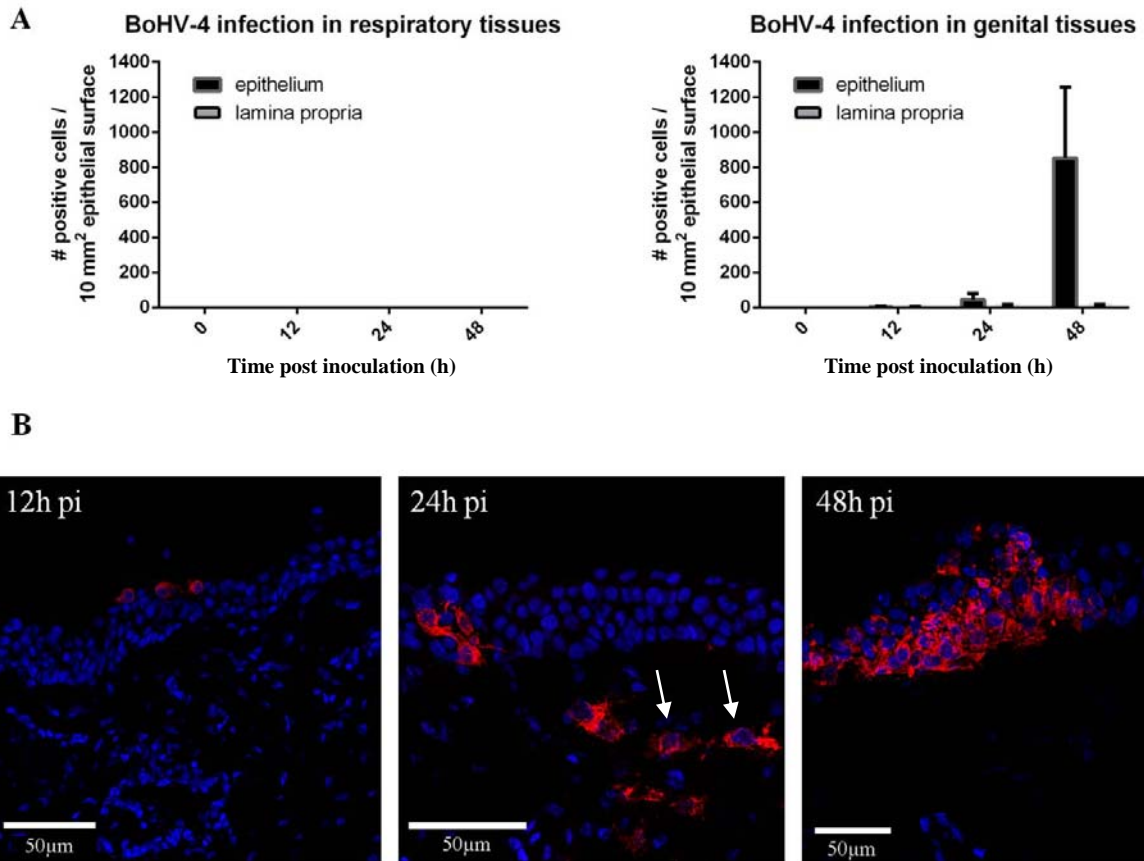 A
BoHV-4 infection in respiratory tissues
# positive cells /
10 mm² epithelial surface
1400
1200
1000
800
600
400
200
0
epithelium
lamina propria
0
12
24
48
Time post inoculation (h)
BoHV-4 infection in genital tissues
# positive cells /
10 mm² epithelial surface
1400
1200
1000
800
600
400
200
0
epithelium
lamina propria
0
12
24
48
Time post inoculation (h)
B
12h pi
50µm
24h pi
50µm
48h pi
50µm